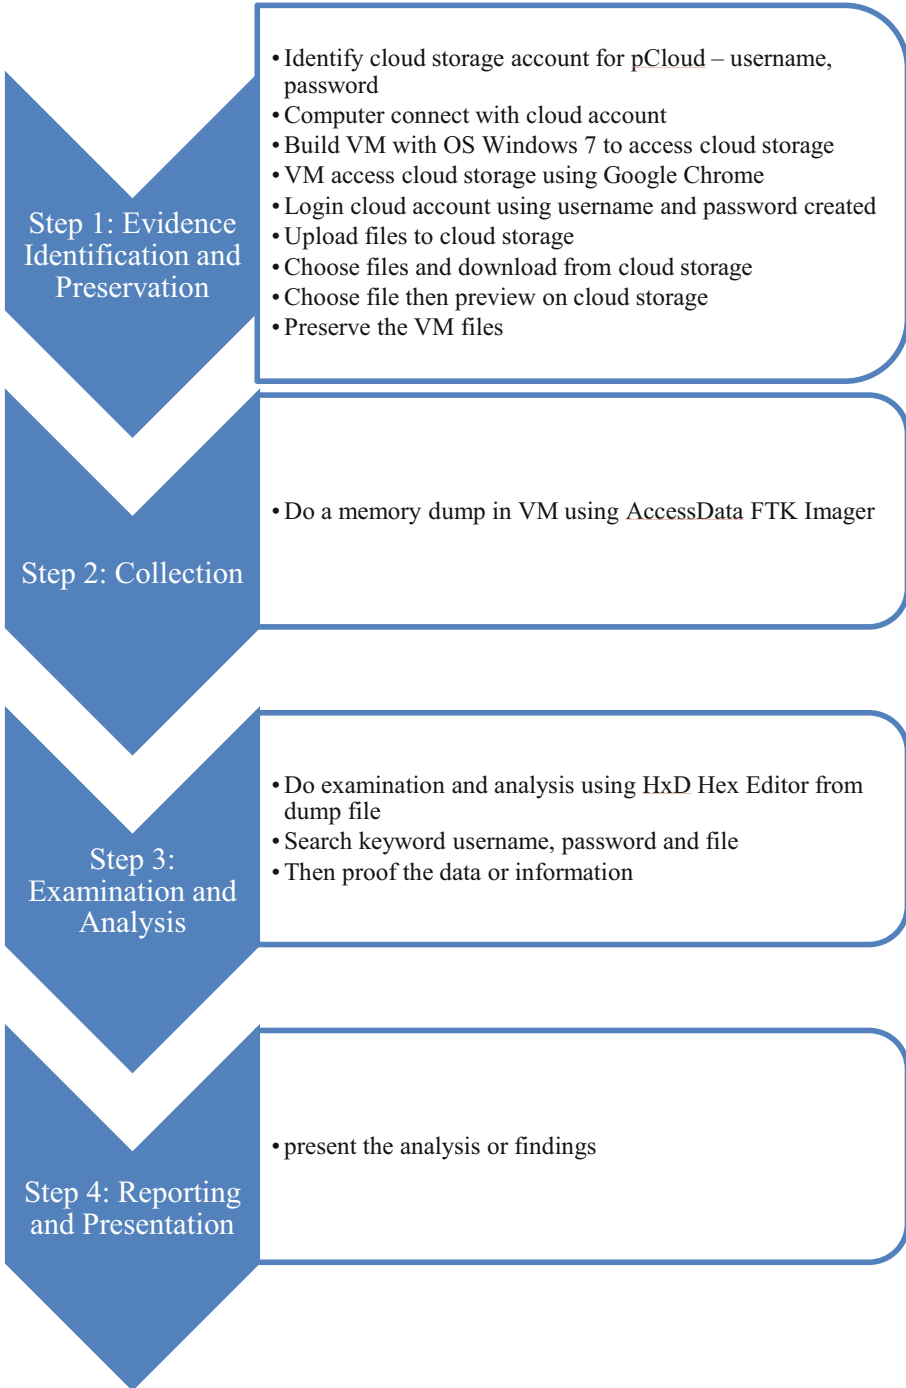 Step 1: Evidence
Identification and
Preservation
• Identify cloud storage account for pCloud – username,
password
• Computer connect with cloud account
• Build VM with OS Windows 7 to access cloud storage
• VM access cloud storage using Google Chrome
• Login cloud account using username and password created
• Upload files to cloud storage
• Choose files and download from cloud storage
• Choose file then preview on cloud storage
• Preserve the VM files
Step 2: Collection
• Do a memory dump in VM using AccessData FTK Imager
Step 3:
Examination and
Analysis
• Do examination and analysis using HxD Hex Editor from
dump file
• Search keyword username, password and file
• Then proof the data or information
Step 4: Reporting
and Presentation
• present the analysis or findings